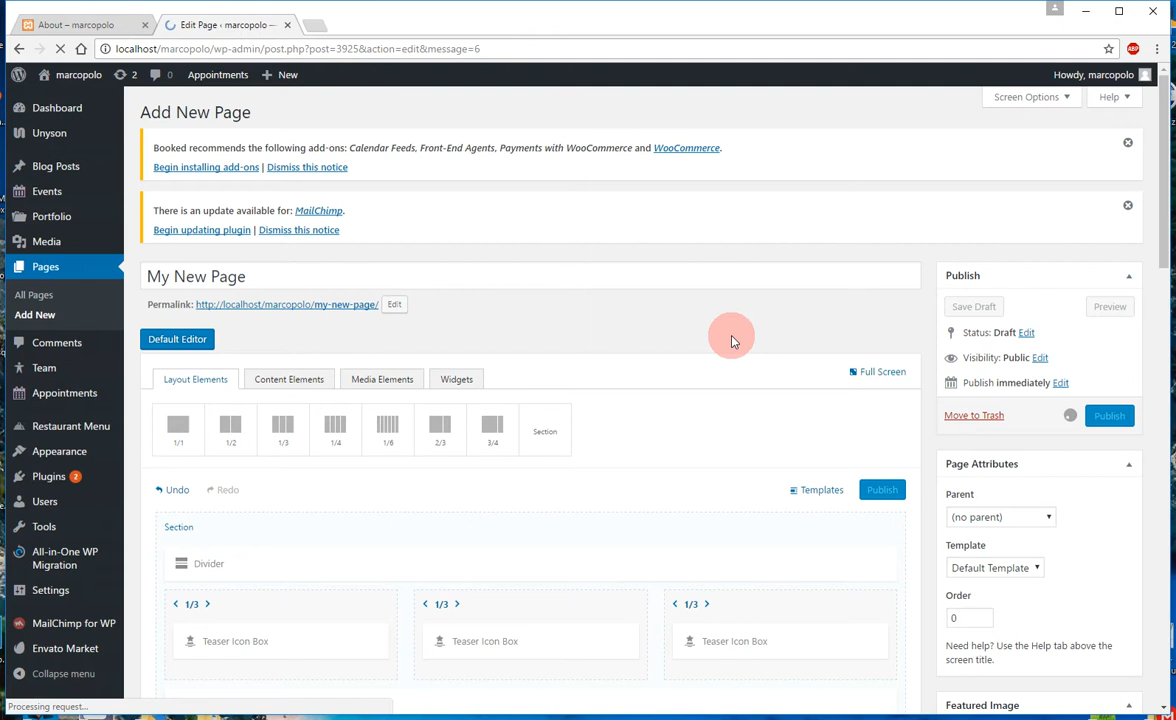 About – marcopolo
Edit Page ‹ marcopolo —
localhost/marcopolo/wp-admin/post.php?post=3925&action=edit&message=6
ABP
marcopolo
2
0
Appointments
New
Howdy, marcopolo
Dashboard
Unyson
Blog Posts
Events
Portfolio
Media
Pages
All Pages
Add New
Comments
Team
Appointments
Restaurant Menu
Appearance
Plugins 2
Users
Tools
All-in-One WP
Migration
Settings
MailChimp for WP
Envato Market
Collapse menu
Processing request...
Add New Page
Screen Options
Help
Booked recommends the following add-ons: Calendar Feeds, Front-End Agents, Payments with WooCommerce and WooCommerce.
Begin installing add-ons | Dismiss this notice
There is an update available for: MailChimp.
Begin updating plugin | Dismiss this notice
My New Page
Permalink: http://localhost/marcopolo/my-new-page/ Edit
Default Editor
Layout Elements
Content Elements
Media Elements
Widgets
Full Screen
1/1
1/2
1/3
1/4
1/6
2/3
3/4
Section
Undo
Redo
Templates
Publish
Section
Divider
1/3
1/3
1/3
Teaser Icon Box
Teaser Icon Box
Teaser Icon Box
Publish
Save Draft
Preview
Status: Draft Edit
Visibility: Public Edit
Publish immediately Edit
Move to Trash
Publish
Page Attributes
Parent
(no parent)
Template
Default Template
Order
0
Need help? Use the Help tab above the
screen title.
Featured Image